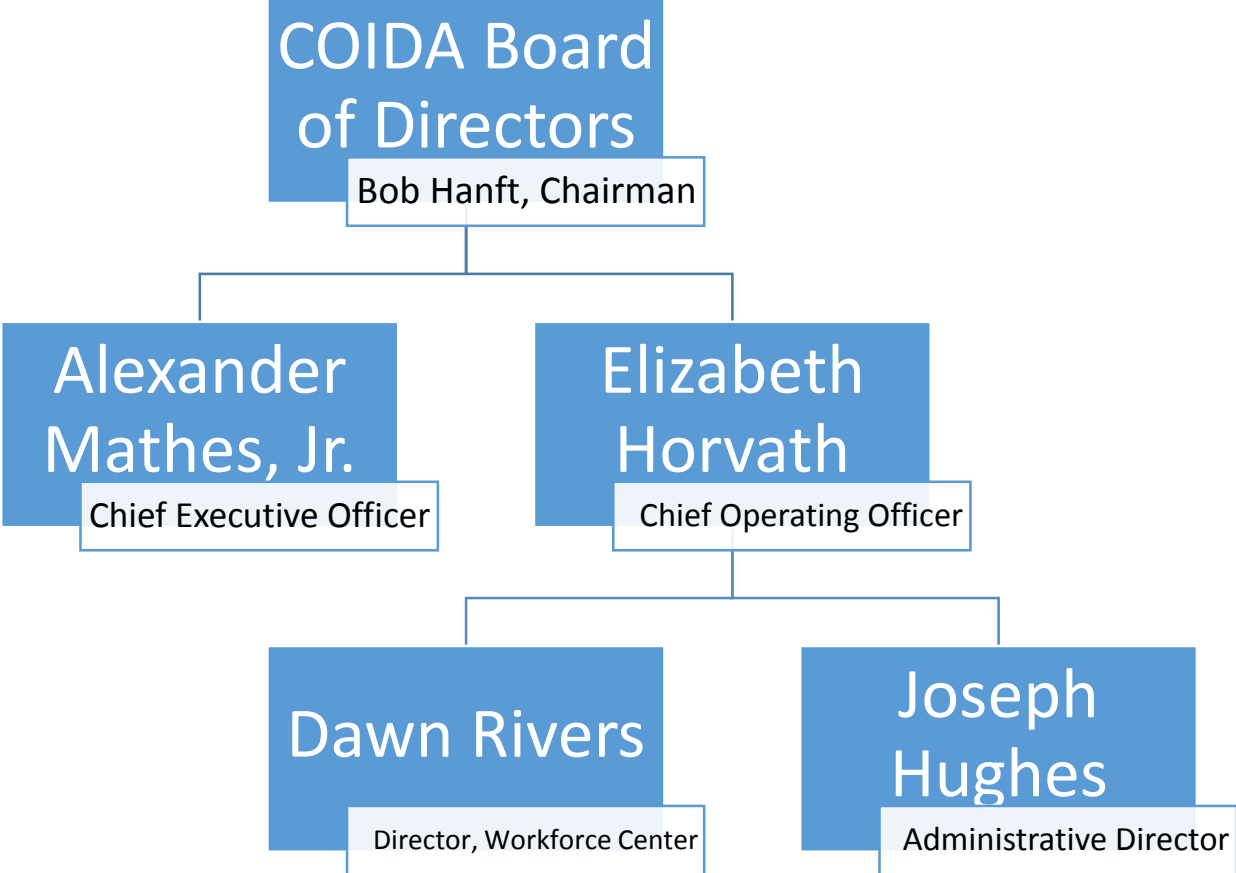 COIDA Board
of Directors
Bob Hanft, Chairman
Alexander
Mathes, Jr.
Chief Executive Officer
Elizabeth
Horvath
Chief Operating Officer
Dawn Rivers
Director, Workforce Center
Joseph
Hughes
Administrative Director